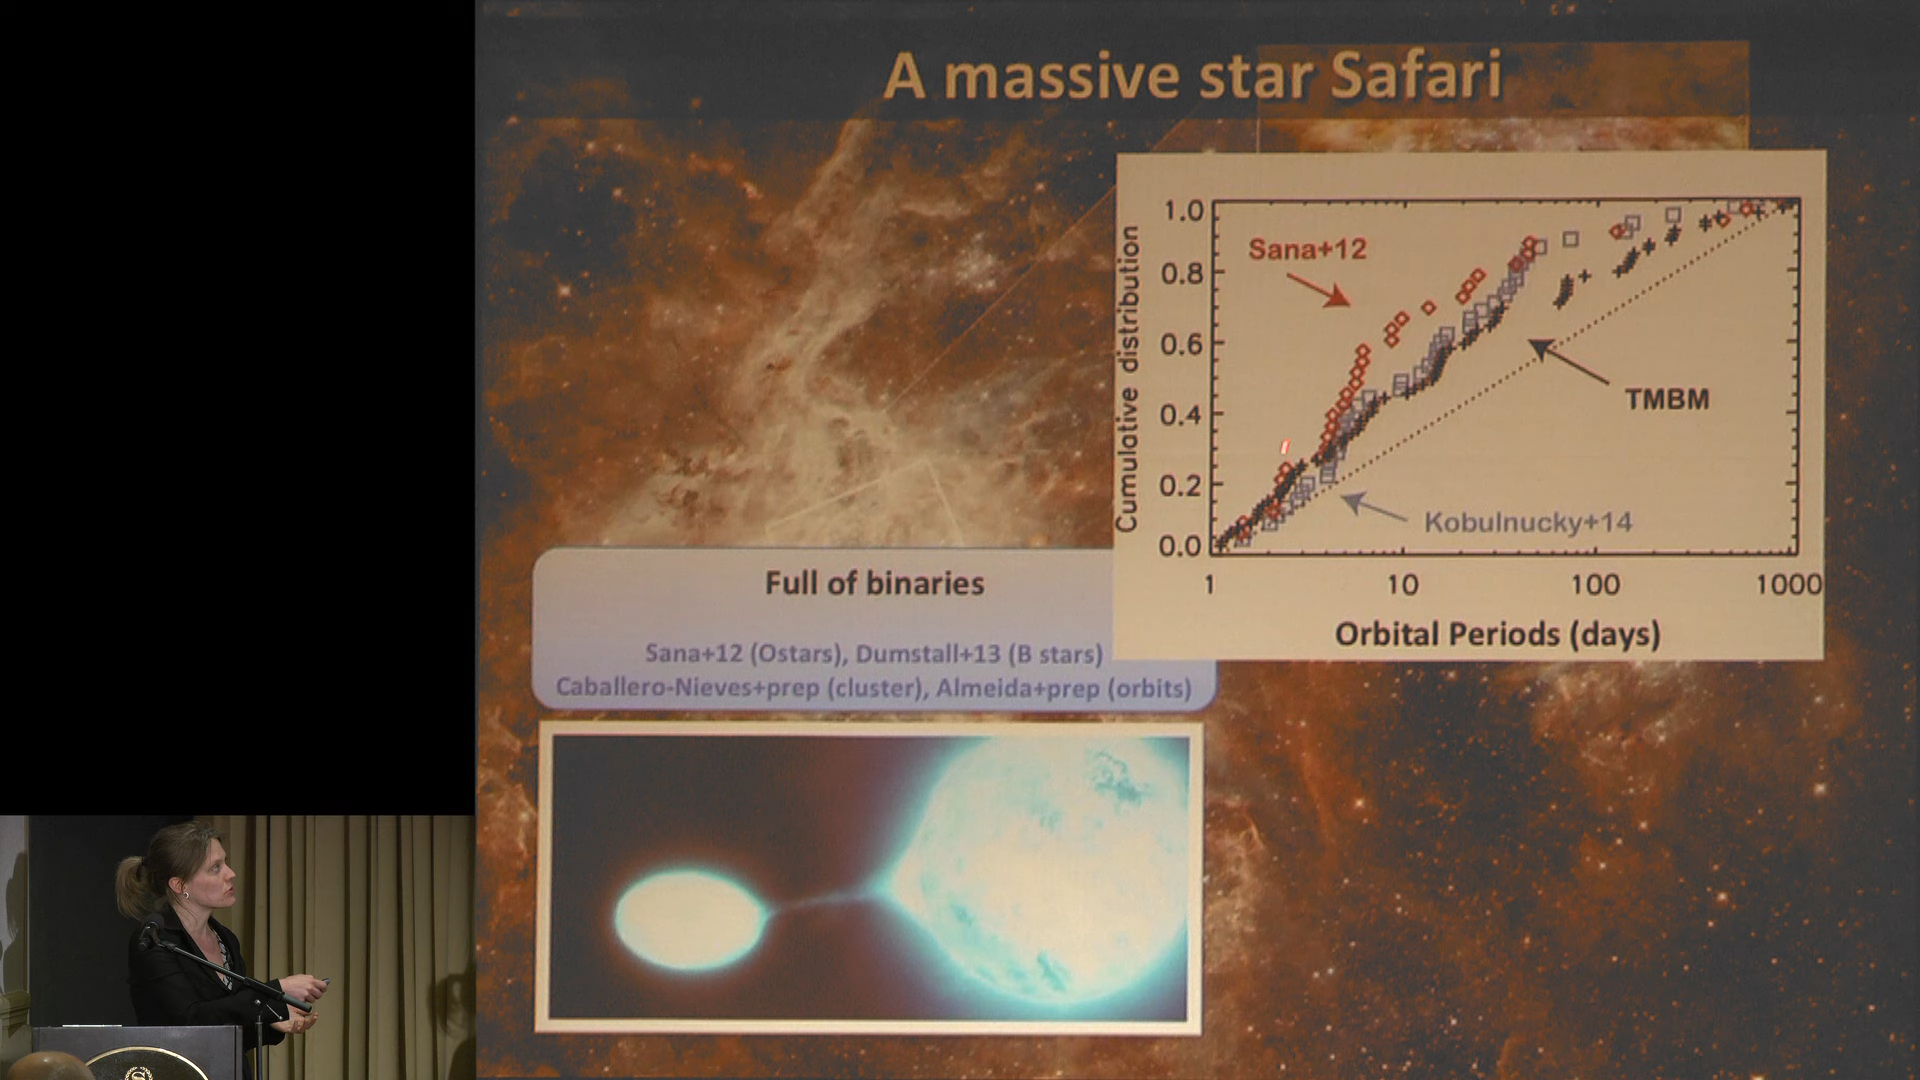 A massive star Safari
1.0
0.8
0.6
0.4
0.2
0.0
Cumulative distribution
Sana+12
TMBM
Kobulnucky+14
1 10 100 1000
Orbital Periods (days)
Full of binaries
Sana+12 (Ostars), Dumstall+13 (B stars)
Caballero-Nieves+prep (cluster), Almeida+prep (orbits)
S